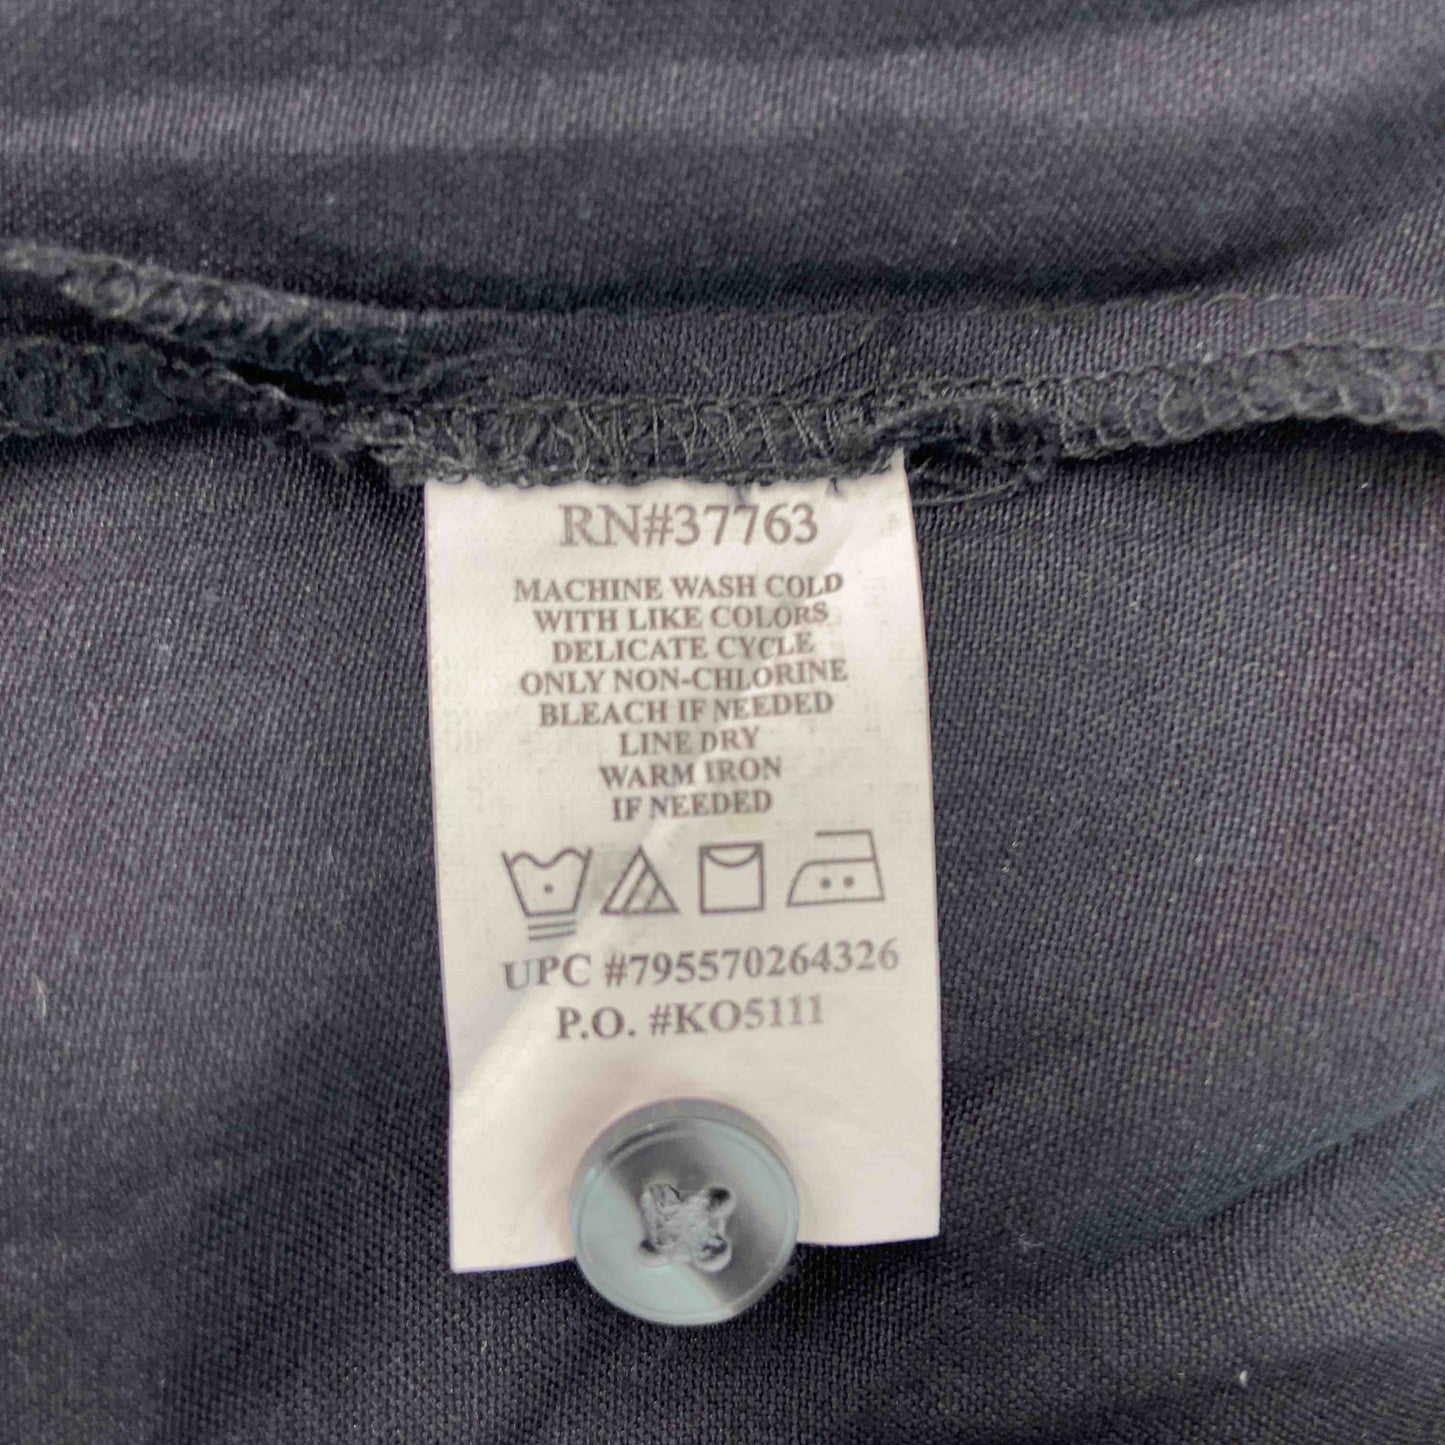 RN#37763
MACHINE WASH COLD
WITH LIKE COLORS
DELICATE CYCLE
ONLY NON-CHLORINE
BLEACH IF NEEDED
LINE DRY
WARM IRON
IF NEEDED
UPC #795570264326
P.O. #KO5111